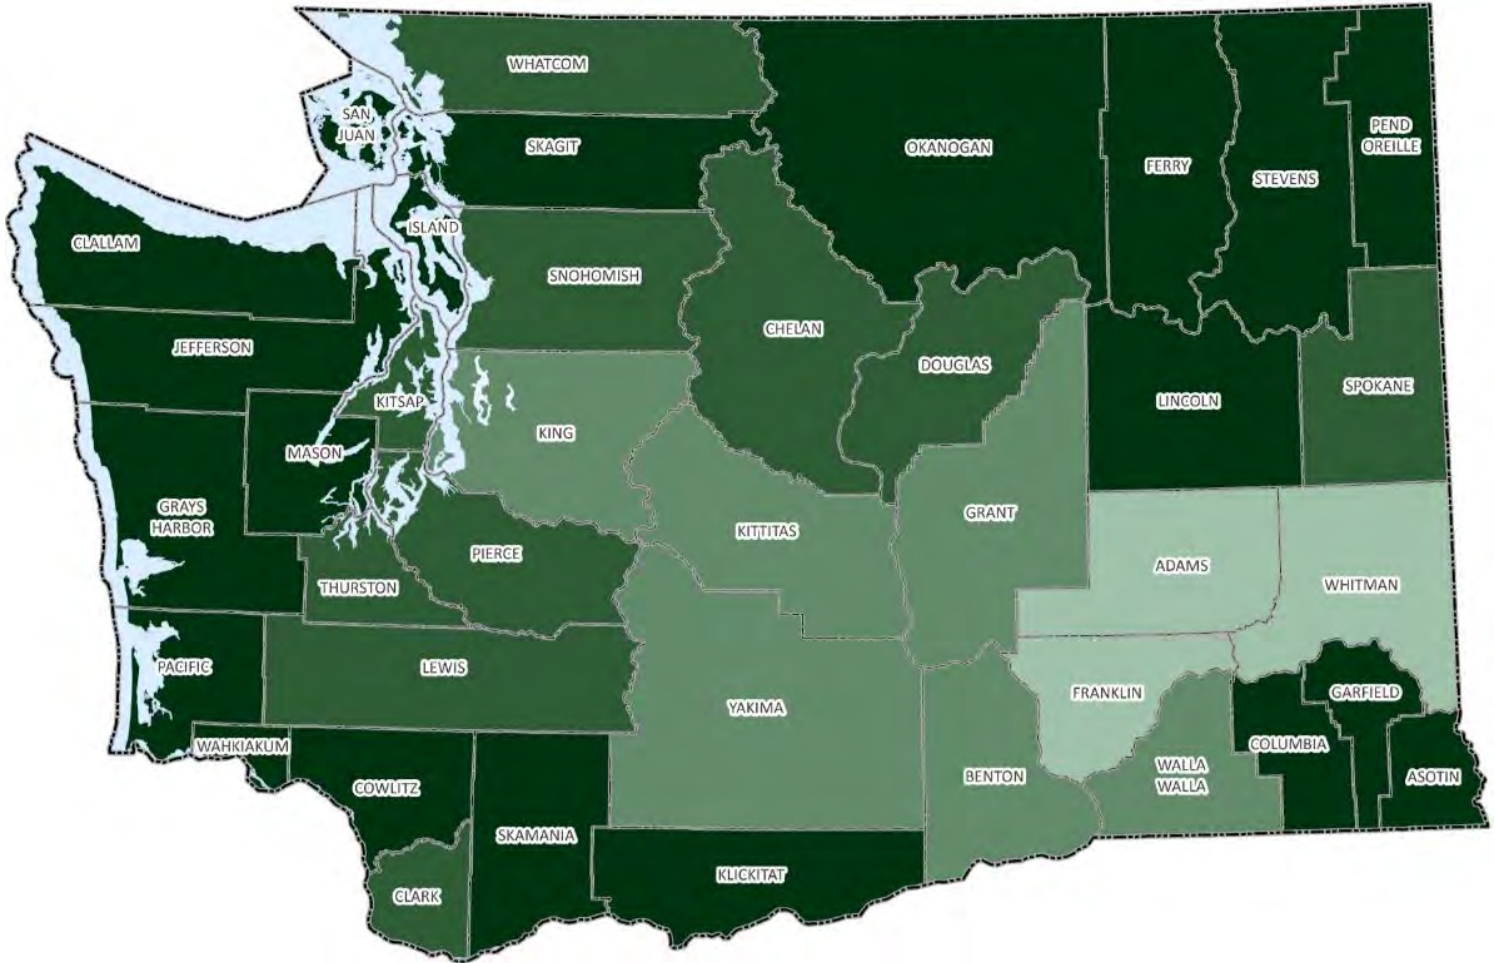 WHATCOM
SAN
JUAN
SKAGIT
OKANOGAN
FERRY
STEVENS
PEND
OREILLE
CLALLAM
ISLAND
SNOHOMISH
CHELAN
DOUGLAS
JEFFERSON
KITSAP
KING
LINCOLN
SPOKANE
MASON
GRAYS
HARBOR
KITTITAS
GRANT
PIERCE
THURSTON
ADAMS
WHITMAN
PACIFIC
LEWIS
YAKIMA
FRANKLIN
GARFIELD
WAHKIAKUM
COLUMBIA
COWLITZ
BENTON
WALLA
WALLA
ASOTIN
SKAMANIA
KLICKITAT
CLARK